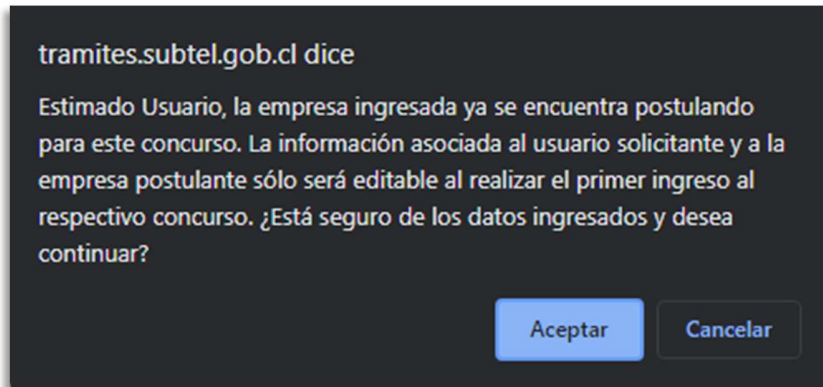 tramites.subtel.gob.cl dice
Estimado Usuario, la empresa ingresada ya se encuentra postulando
para este concurso. La información asociada al usuario solicitante y a la
empresa postulante sólo será editable al realizar el primer ingreso al
respectivo concurso. ¿Está seguro de los datos ingresados y desea
continuar?
Aceptar Cancelar